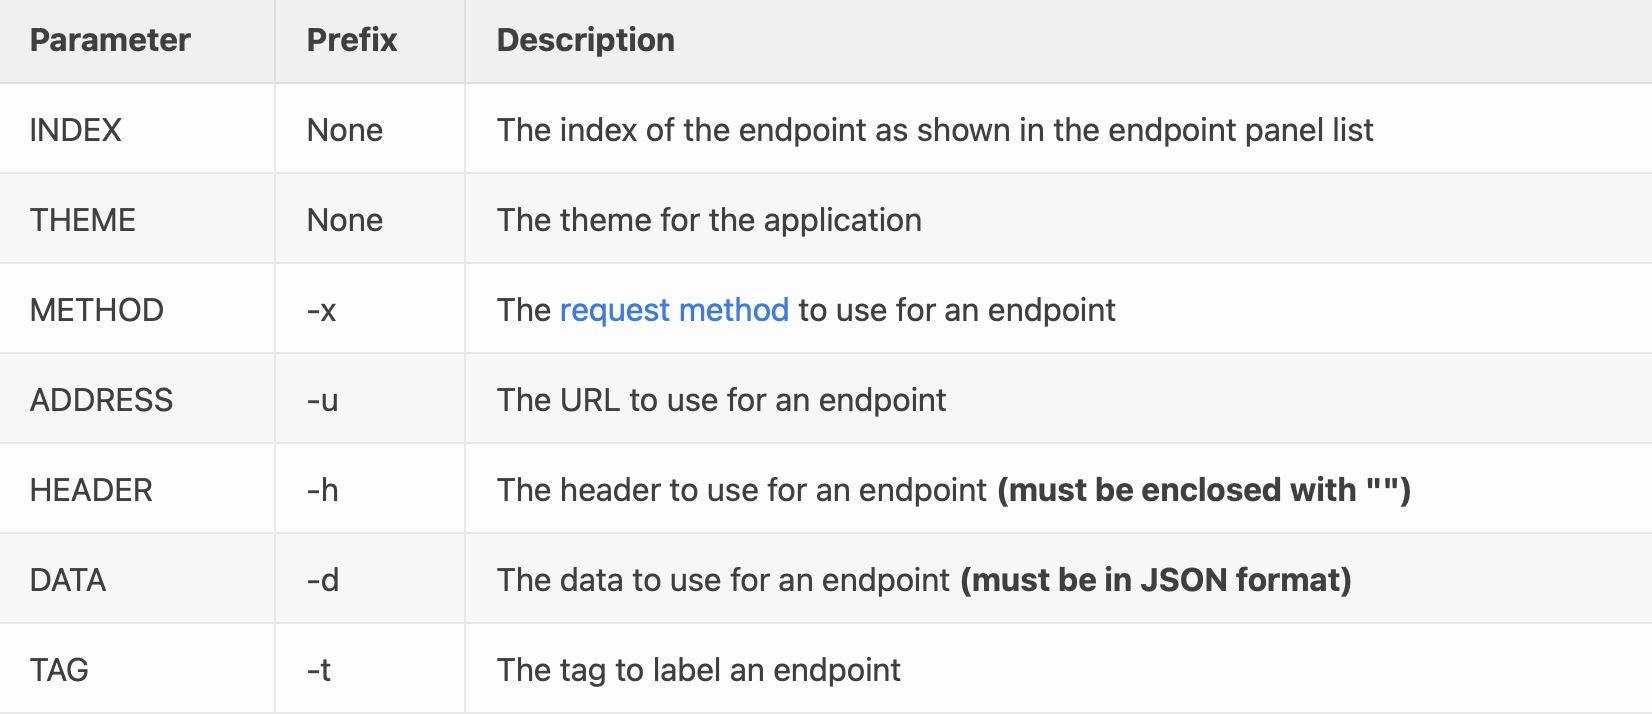 Parameter Prefix Description
INDEX None The index of the endpoint as shown in the endpoint panel list
THEME None The theme for the application
METHOD -x The request method to use for an endpoint
ADDRESS -u The URL to use for an endpoint
HEADER -h The header to use for an endpoint (must be enclosed with "")
DATA -d The data to use for an endpoint (must be in JSON format)
TAG -t The tag to label an endpoint